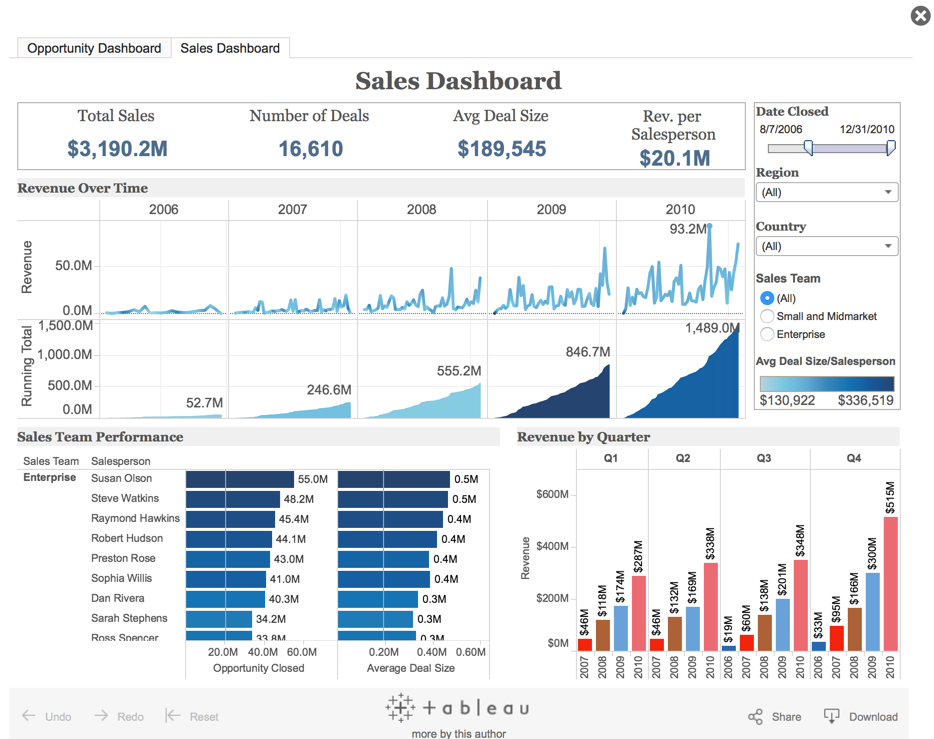 Opportunity Dashboard
Sales Dashboard
Sales Dashboard
Total Sales
$3,190.2M
Number of Deals
16,610
Avg Deal Size
$189,545
Rev. per
Salesperson
$20.1M
Date Closed
8/7/2006 12/31/2010
Region
(All)
Country
(All)
Sales Team
(All)
Small and Midmarket
Enterprise
Avg Deal Size/Salesperson
$130,922 $336,519
Revenue Over Time
2006 2007 2008 2009 2010
Revenue
50.0M
0.0M
93.2M
Running Total
1,500.0M
1,000.0M
500.0M
0.0M
52.7M
246.6M
555.2M
846.7M
1,489.0M
Sales Team Performance
Sales Team Salesperson
Enterprise
Susan Olson 55.0M 0.5M
Steve Watkins 48.2M 0.5M
Raymond Hawkins 45.4M 0.4M
Robert Hudson 44.1M 0.4M
Preston Rose 43.0M 0.4M
Sophia Willis 41.0M 0.4M
Dan Rivera 40.3M 0.3M
Sarah Stephens 34.2M 0.3M
Ross Spencer 33.8M 0.3M
20.0M 40.0M 60.0M
Opportunity Closed
0.20M 0.40M 0.60M
Average Deal Size
Revenue by Quarter
Q1 Q2 Q3 Q4
Revenue
$600M
$400M
$200M
$0M
$46M $118M $174M $287M
$46M $132M $169M $338M
$19M $60M $138M $201M $348M
$33M $95M $166M $300M $515M
2007 2008 2009 2010
2007 2008 2009 2010
2006 2007 2008 2009 2010
2006 2007 2008 2009 2010
Undo
Redo
Reset
+ a b l e a u
more by this author
Share
Download